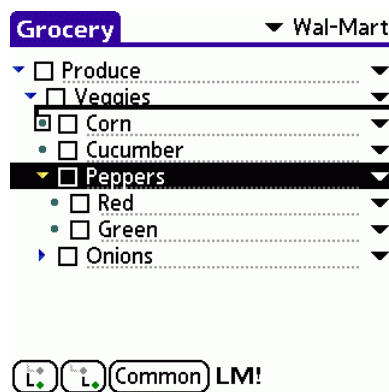 Grocery Wal-Mart
Produce
Veggies
Corn
Cucumber
Peppers
Red
Green
Onions
L L Common LM!